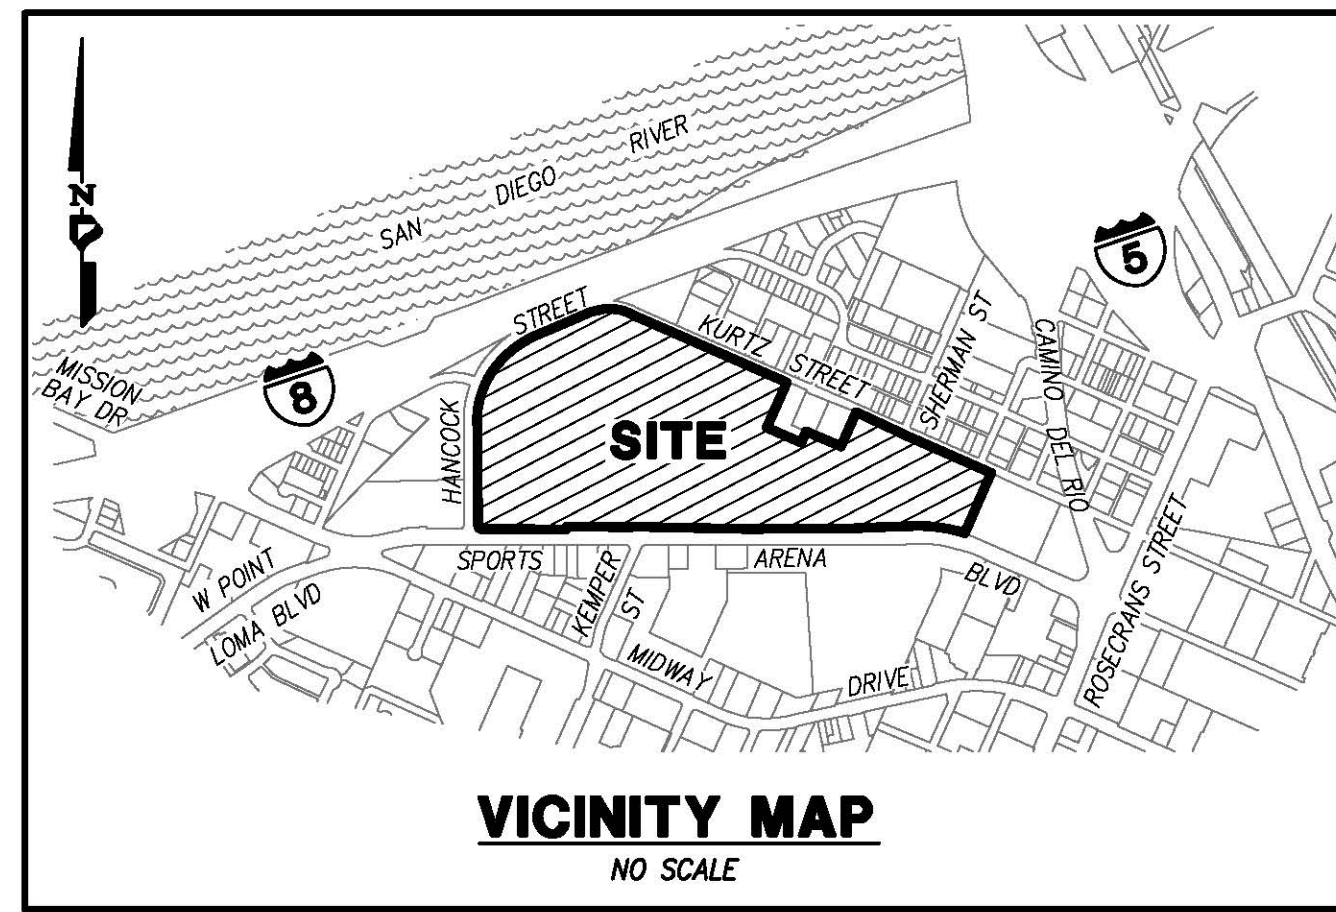 N
SAN DIEGO RIVER
5
MISSION
BAY DR
8
HANCOCK STREET
KURTZ STREET
SHERMAN ST
CAMINO DEL RIO
SITE
W POINT
LOMA BLVD
SPORTS ARENA BLVD
KEMPER
ST
MIDWAY DRIVE
ROSECRANS STREET
VICINITY MAP
NO SCALE